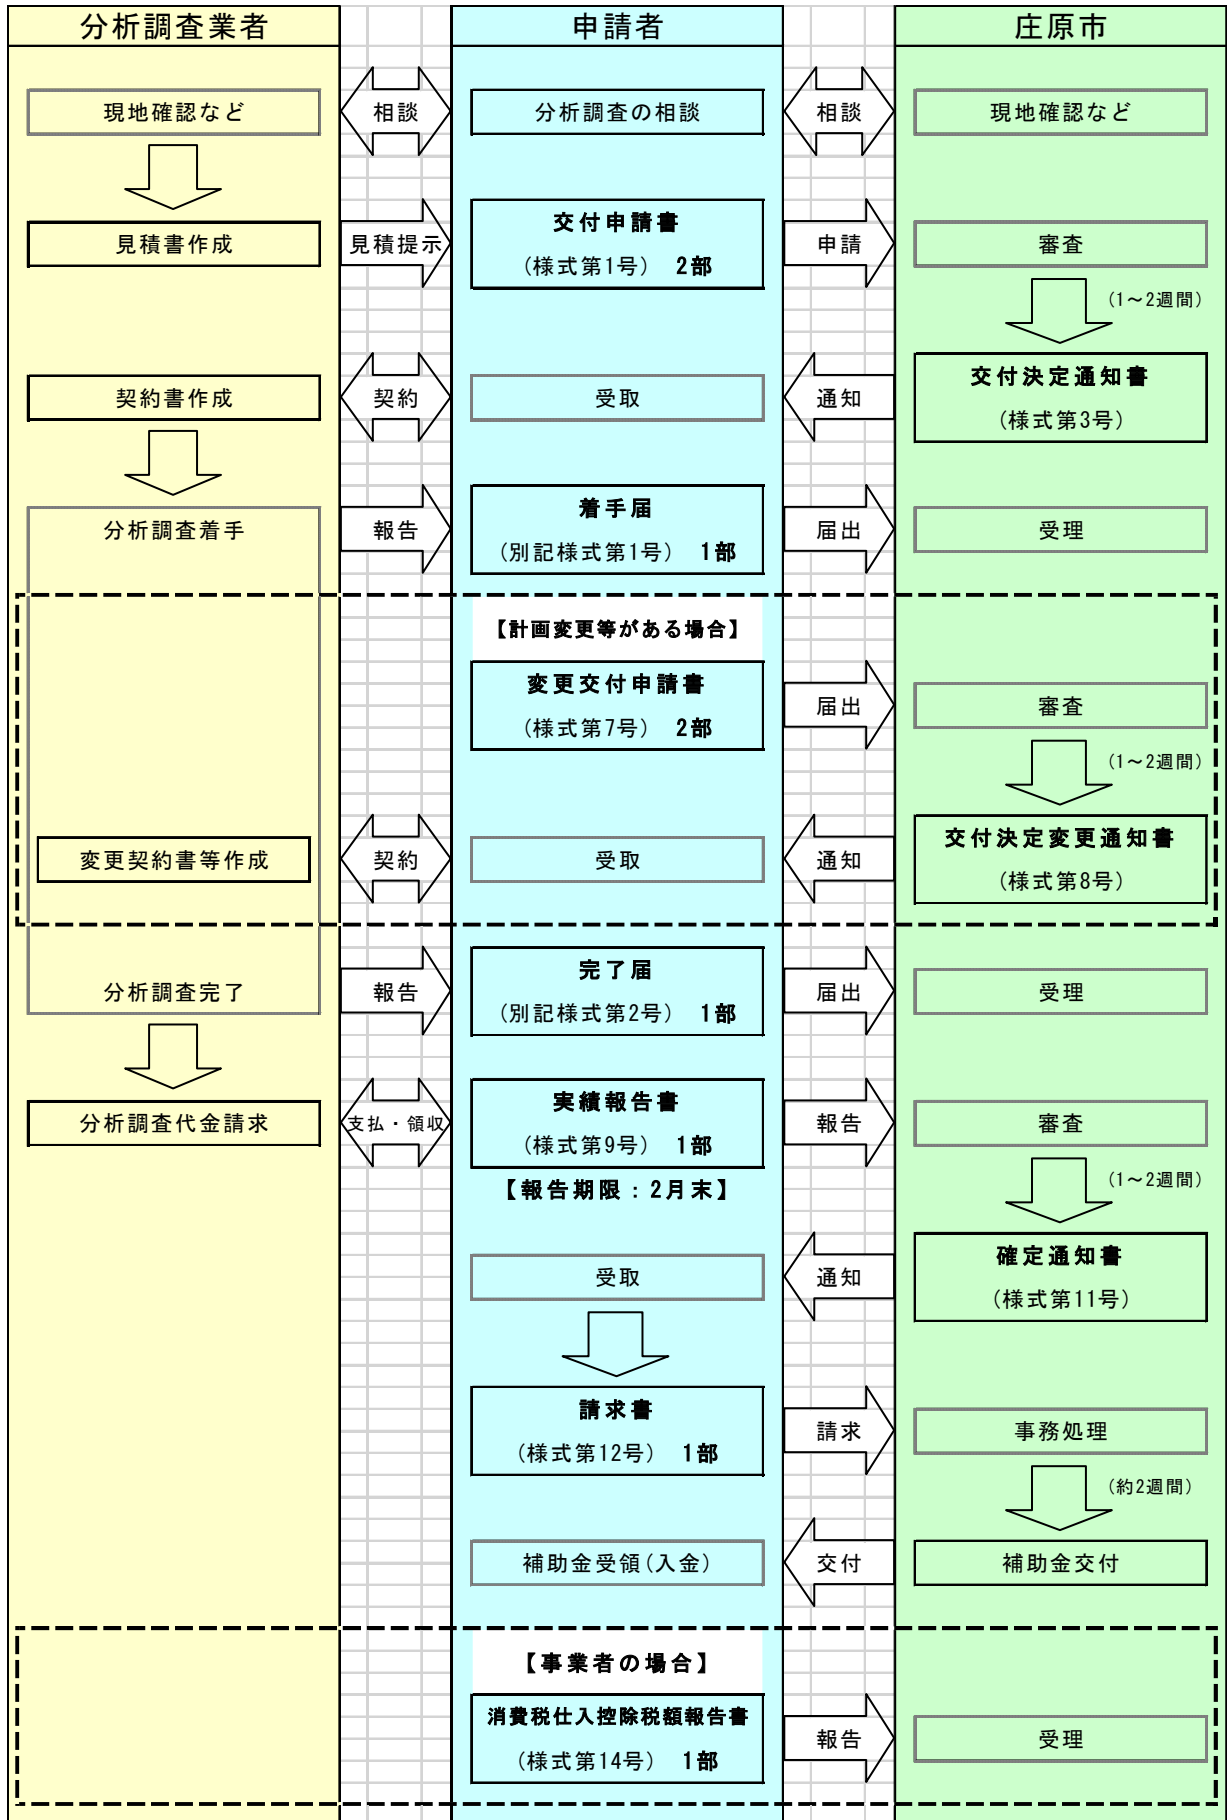 分析調査業者
申請者
庄原市
現地確認など
相談
分析調査の相談
相談
現地確認など
見積書作成
見積提示
交付申請書
(様式第1号) 2部
申請
審査
(1～2週間)
契約書作成
契約
受取
通知
交付決定通知書
(様式第3号)
分析調査着手
報告
着手届
(別記様式第1号) 1部
届出
受理
【計画変更等がある場合】
変更交付申請書
(様式第7号) 2部
届出
審査
(1～2週間)
変更契約書等作成
契約
受取
通知
交付決定変更通知書
(様式第8号)
分析調査完了
報告
完了届
(別記様式第2号) 1部
届出
受理
分析調査代金請求
支払・領収
実績報告書
(様式第9号) 1部
【報告期限：2月末】
報告
審査
(1～2週間)
受取
通知
確定通知書
(様式第11号)
請求書
(様式第12号) 1部
請求
事務処理
(約2週間)
補助金受領(入金)
交付
補助金交付
【事業者の場合】
消費税仕入控除税額報告書
(様式第14号) 1部
報告
受理